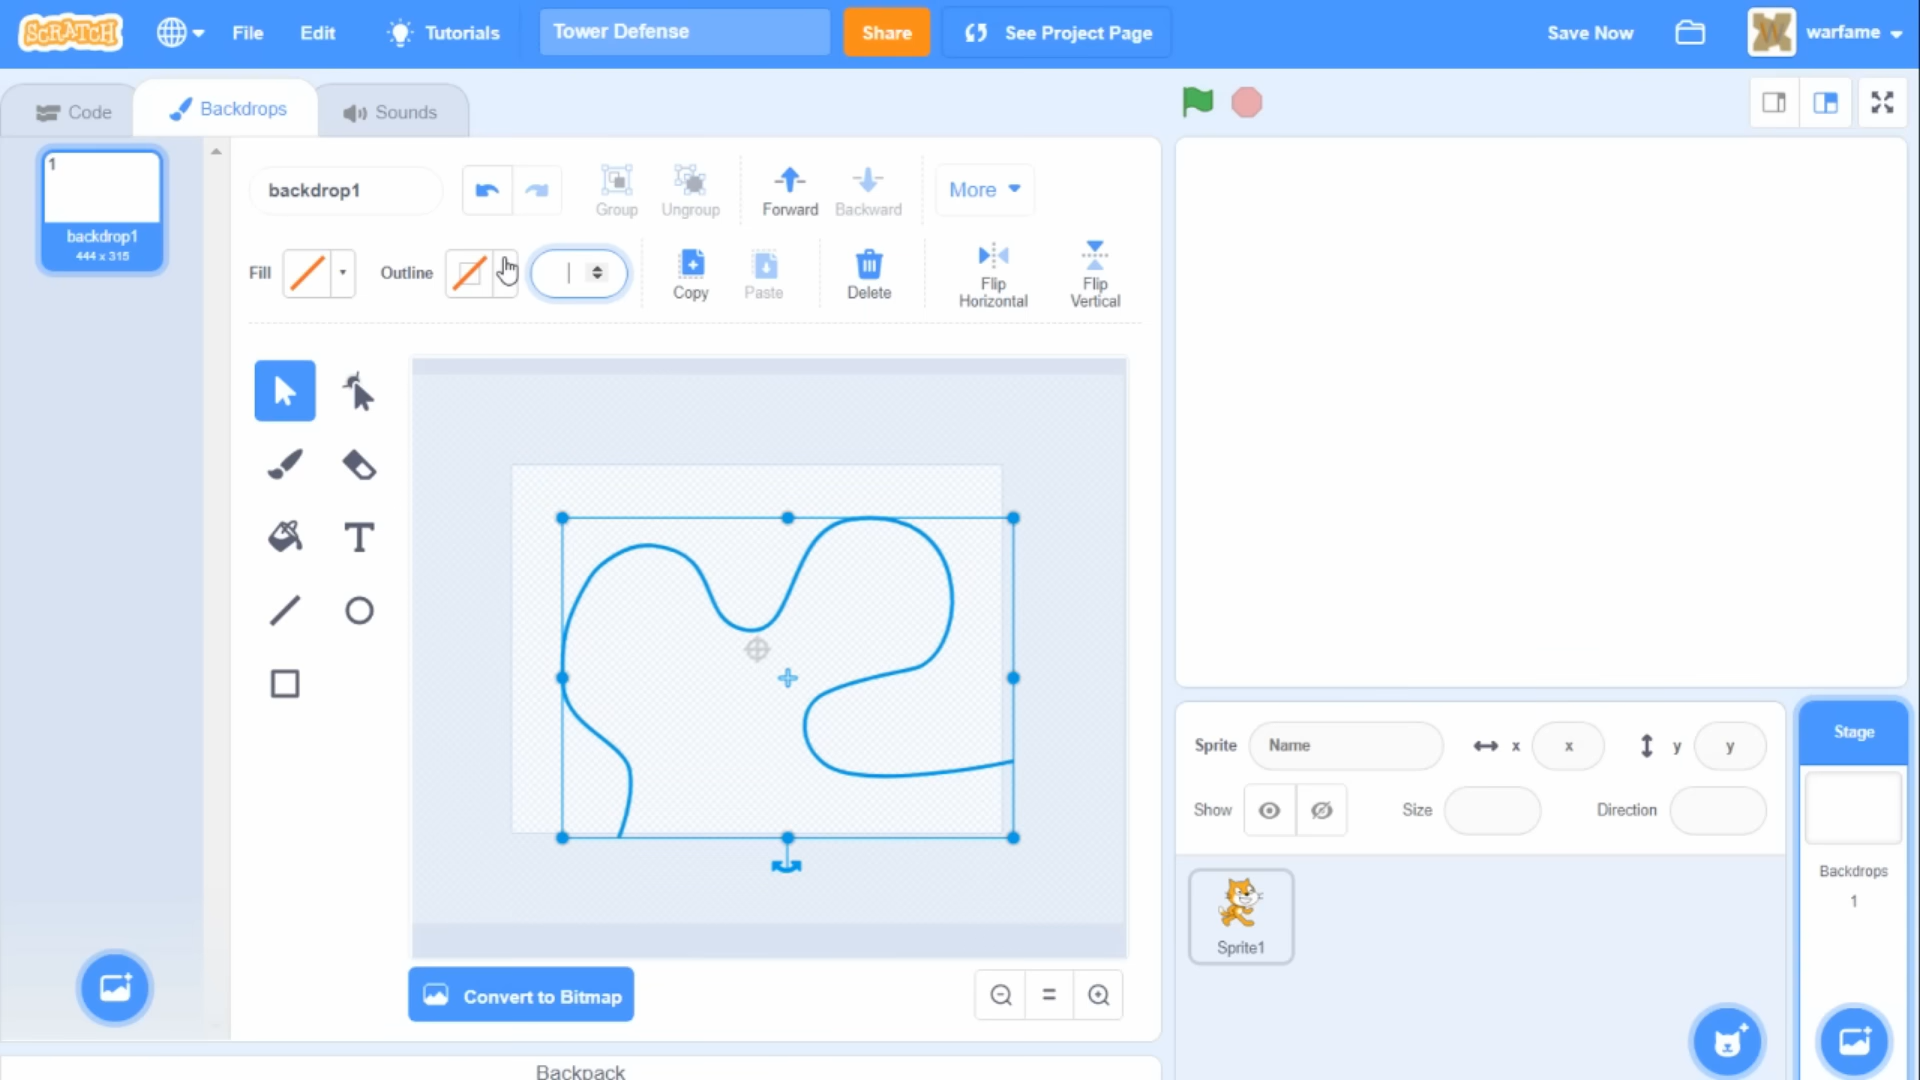 SCRATCH
File
Edit
Tutorials
Tower Defense
Share
See Project Page
Save Now
W
warfame
Code
Backdrops
Sounds
1
backdrop1
444 x 315
backdrop1
Group
Ungroup
Forward
Backward
More
Fill
Outline
Copy
Paste
Delete
Flip
Horizontal
Flip
Vertical
T
Convert to Bitmap
=
Backpack
Sprite
Name
x
x
y
y
Show
Size
Direction
Sprite1
Stage
Backdrops
1